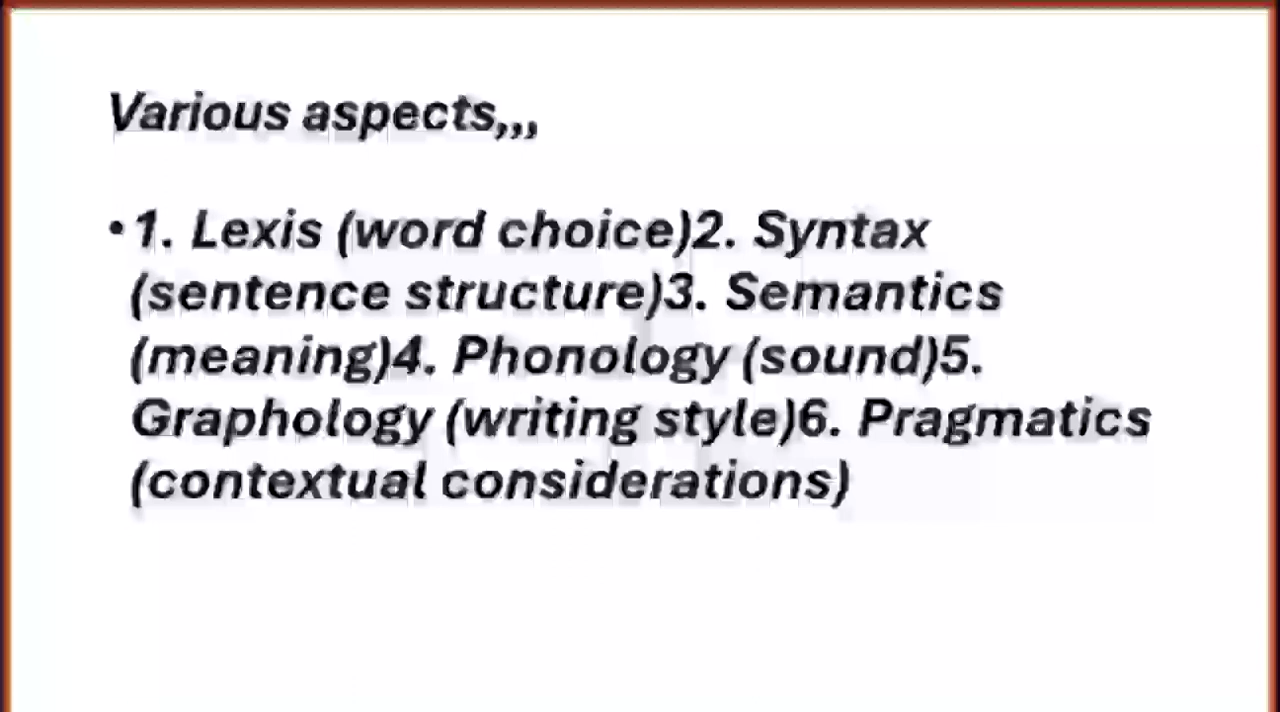 Various aspects,,,
•1. Lexis (word choice)2. Syntax
(sentence structure)3. Semantics
(meaning)4. Phonology (sound)5.
Graphology (writing style)6. Pragmatics
(contextual considerations)